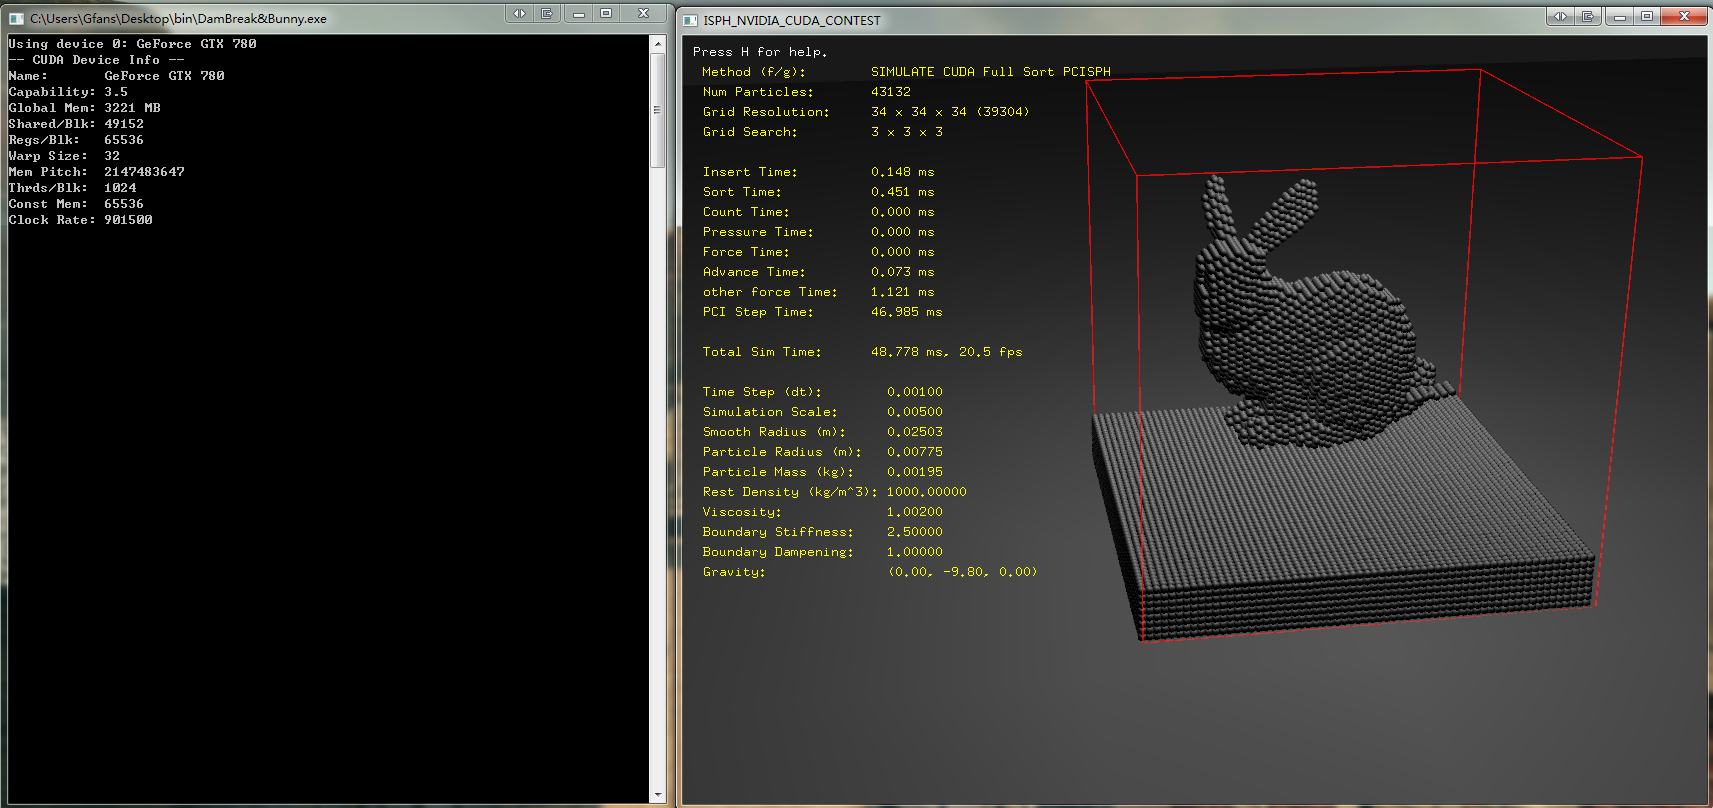 C:\Users\Gfans\Desktop\bin\DamBreak&Bunny.exe
Using device 0: GeForce GTX 780
-- CUDA Device Info --
Name:       GeForce GTX 780
Capability: 3.5
Global Mem: 3221 MB
Shared/Blk: 49152
Regs/Blk:   65536
Warp Size:  32
Mem Pitch:  2147483647
Thrds/Blk:  1024
Const Mem:  65536
Clock Rate: 901500
ISPH_NVIDIA_CUDA_CONTEST
Press H for help.
Method (f/g): SIMULATE CUDA Full Sort PCISPH
Num Particles: 43132
Grid Resolution: 34 x 34 x 34 (39304)
Grid Search: 3 x 3 x 3
Insert Time: 0.148 ms
Sort Time: 0.451 ms
Count Time: 0.000 ms
Pressure Time: 0.000 ms
Force Time: 0.000 ms
Advance Time: 0.073 ms
other force Time: 1.121 ms
PCI Step Time: 46.985 ms
Total Sim Time: 48.778 ms, 20.5 fps
Time Step (dt): 0.00100
Simulation Scale: 0.00500
Smooth Radius (m): 0.02503
Particle Radius (m): 0.00775
Particle Mass (kg): 0.00195
Rest Density (kg/m^3): 1000.00000
Viscosity: 1.00200
Boundary Stiffness: 2.50000
Boundary Dampening: 1.00000
Gravity: (0.00, -9.80, 0.00)